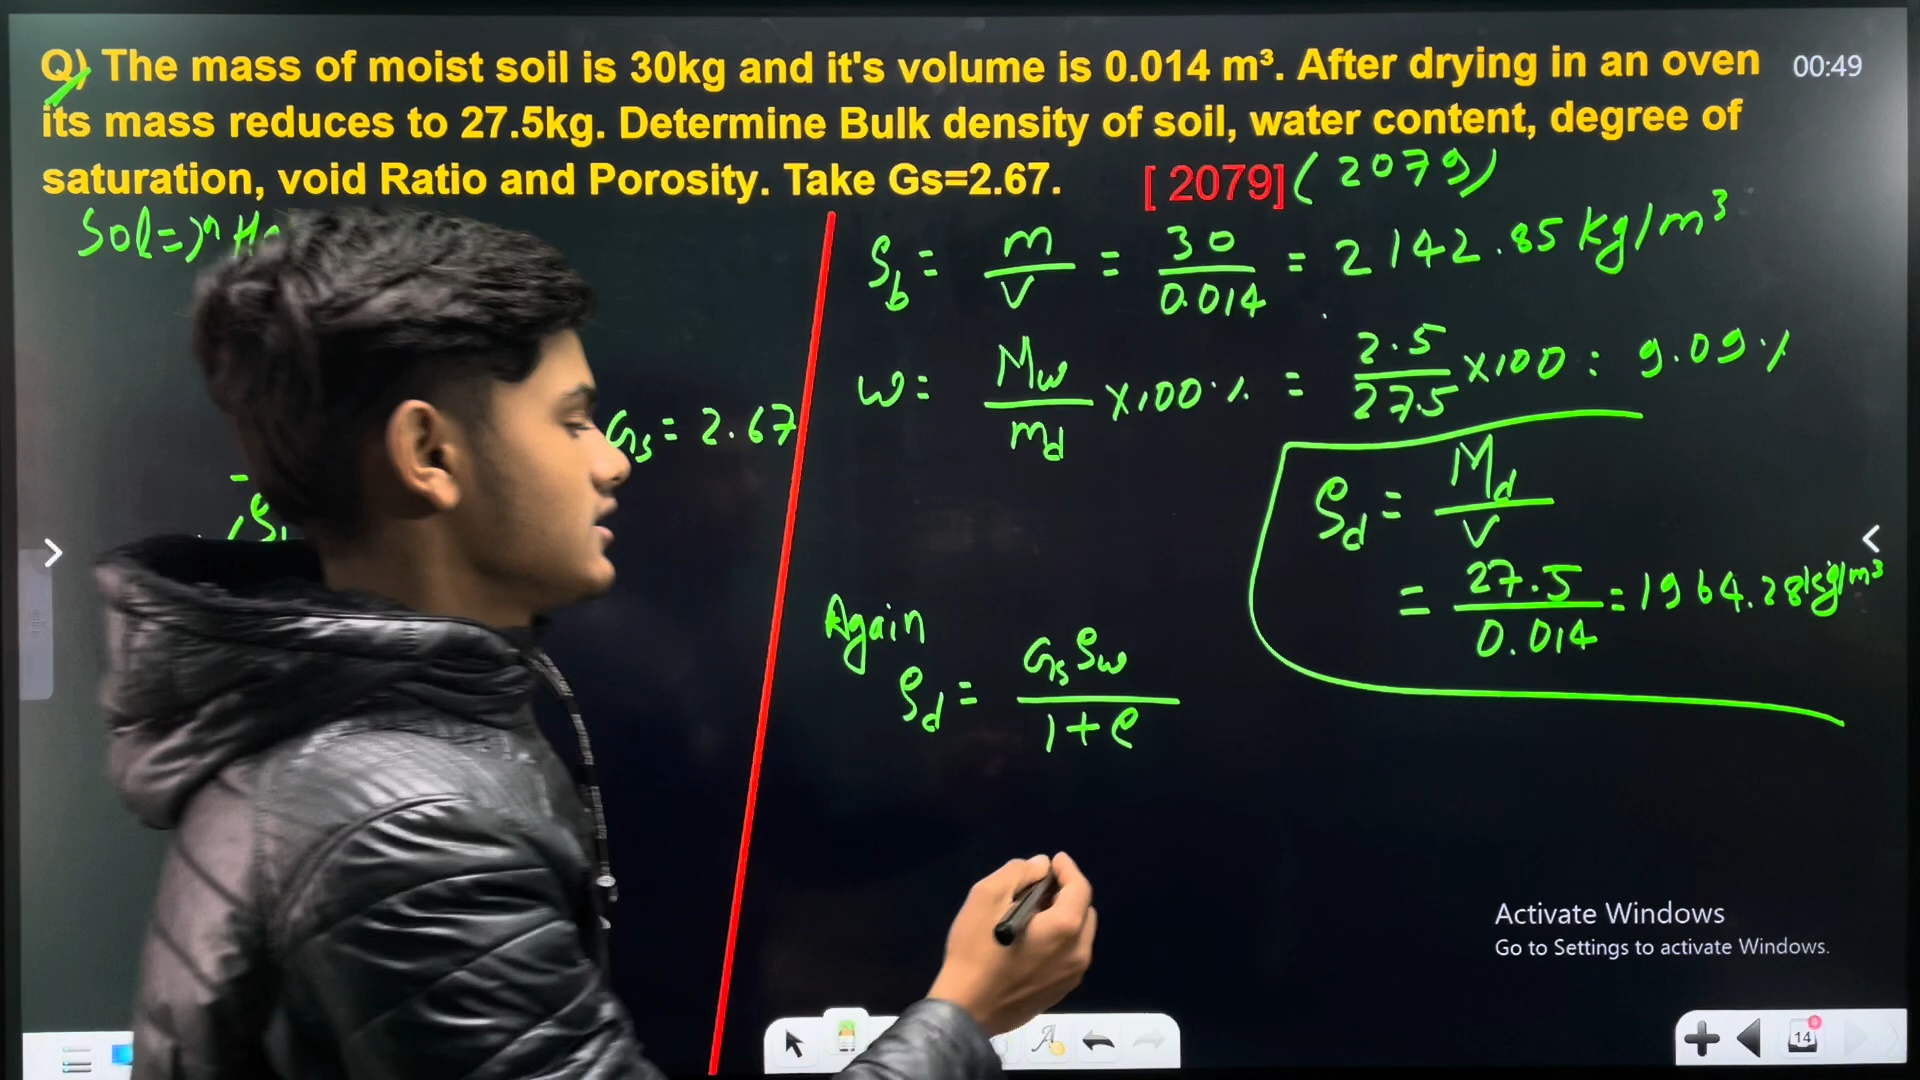 Q) The mass of moist soil is 30kg and it's volume is 0.014 m³. After drying in an oven
00:49
its mass reduces to 27.5kg. Determine Bulk density of soil, water content, degree of
saturation, void Ratio and Porosity. Take Gs=2.67. [ 2079] (2079)
Sol=)ⁿ He
ρb = m/V = 30/0.014 = 2142.85 kg/m³
w = Mw/md ×100% = 2.5/27.5 ×100 : 9.09%
Gs = 2.67
ρd = Md/V
= 27.5/0.014 = 1964.28kg/m³
Again
ρd = Gsρw/1+e
Activate Windows
Go to Settings to activate Windows.
14